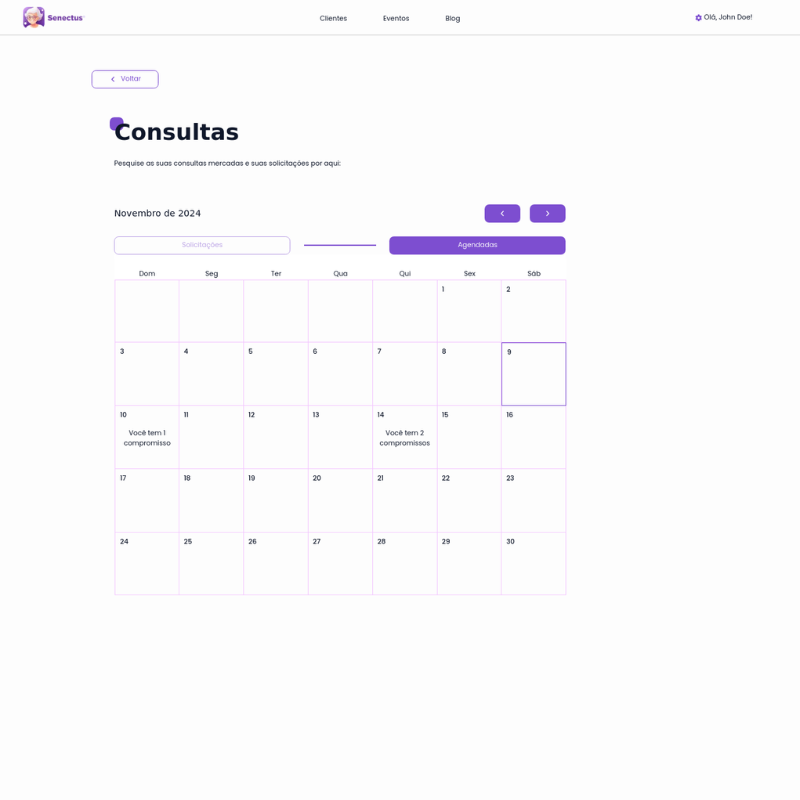 Senectus
Clientes
Eventos
Blog
Olá, John Doe!
Voltar
Consultas
Pesquise as suas consultas mercadas e suas solicitações por aqui:
Novembro de 2024
Solicitações
Agendadas
Dom Seg Ter Qua Qui Sex Sáb
1 2
3 4 5 6 7 8 9
10 11 12 13 14 15 16
Você tem 1
compromisso
Você tem 2
compromissos
17 18 19 20 21 22 23
24 25 26 27 28 29 30